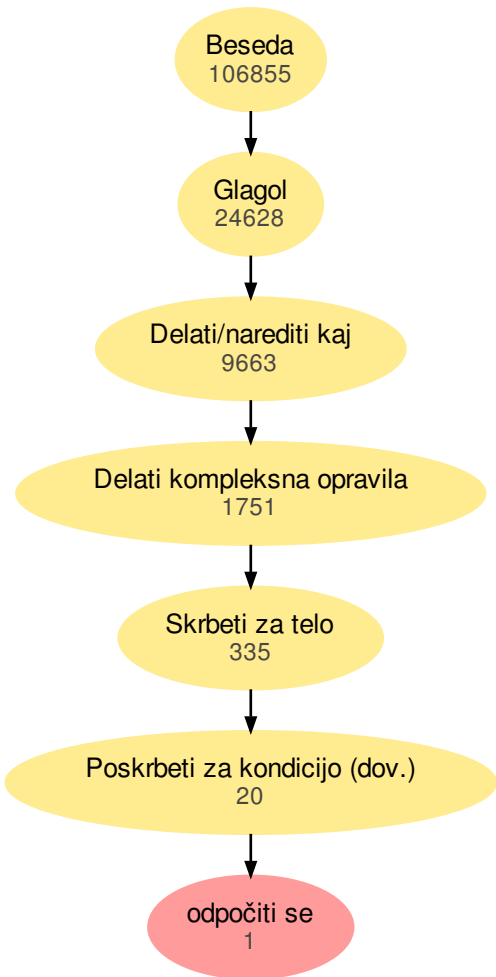 Beseda
106855
Glagol
24628
Delati/narediti kaj
9663
Delati kompleksna opravila
1751
Skrbeti za telo
335
Poskrbeti za kondicijo (dov.)
20
odpočiti se
1